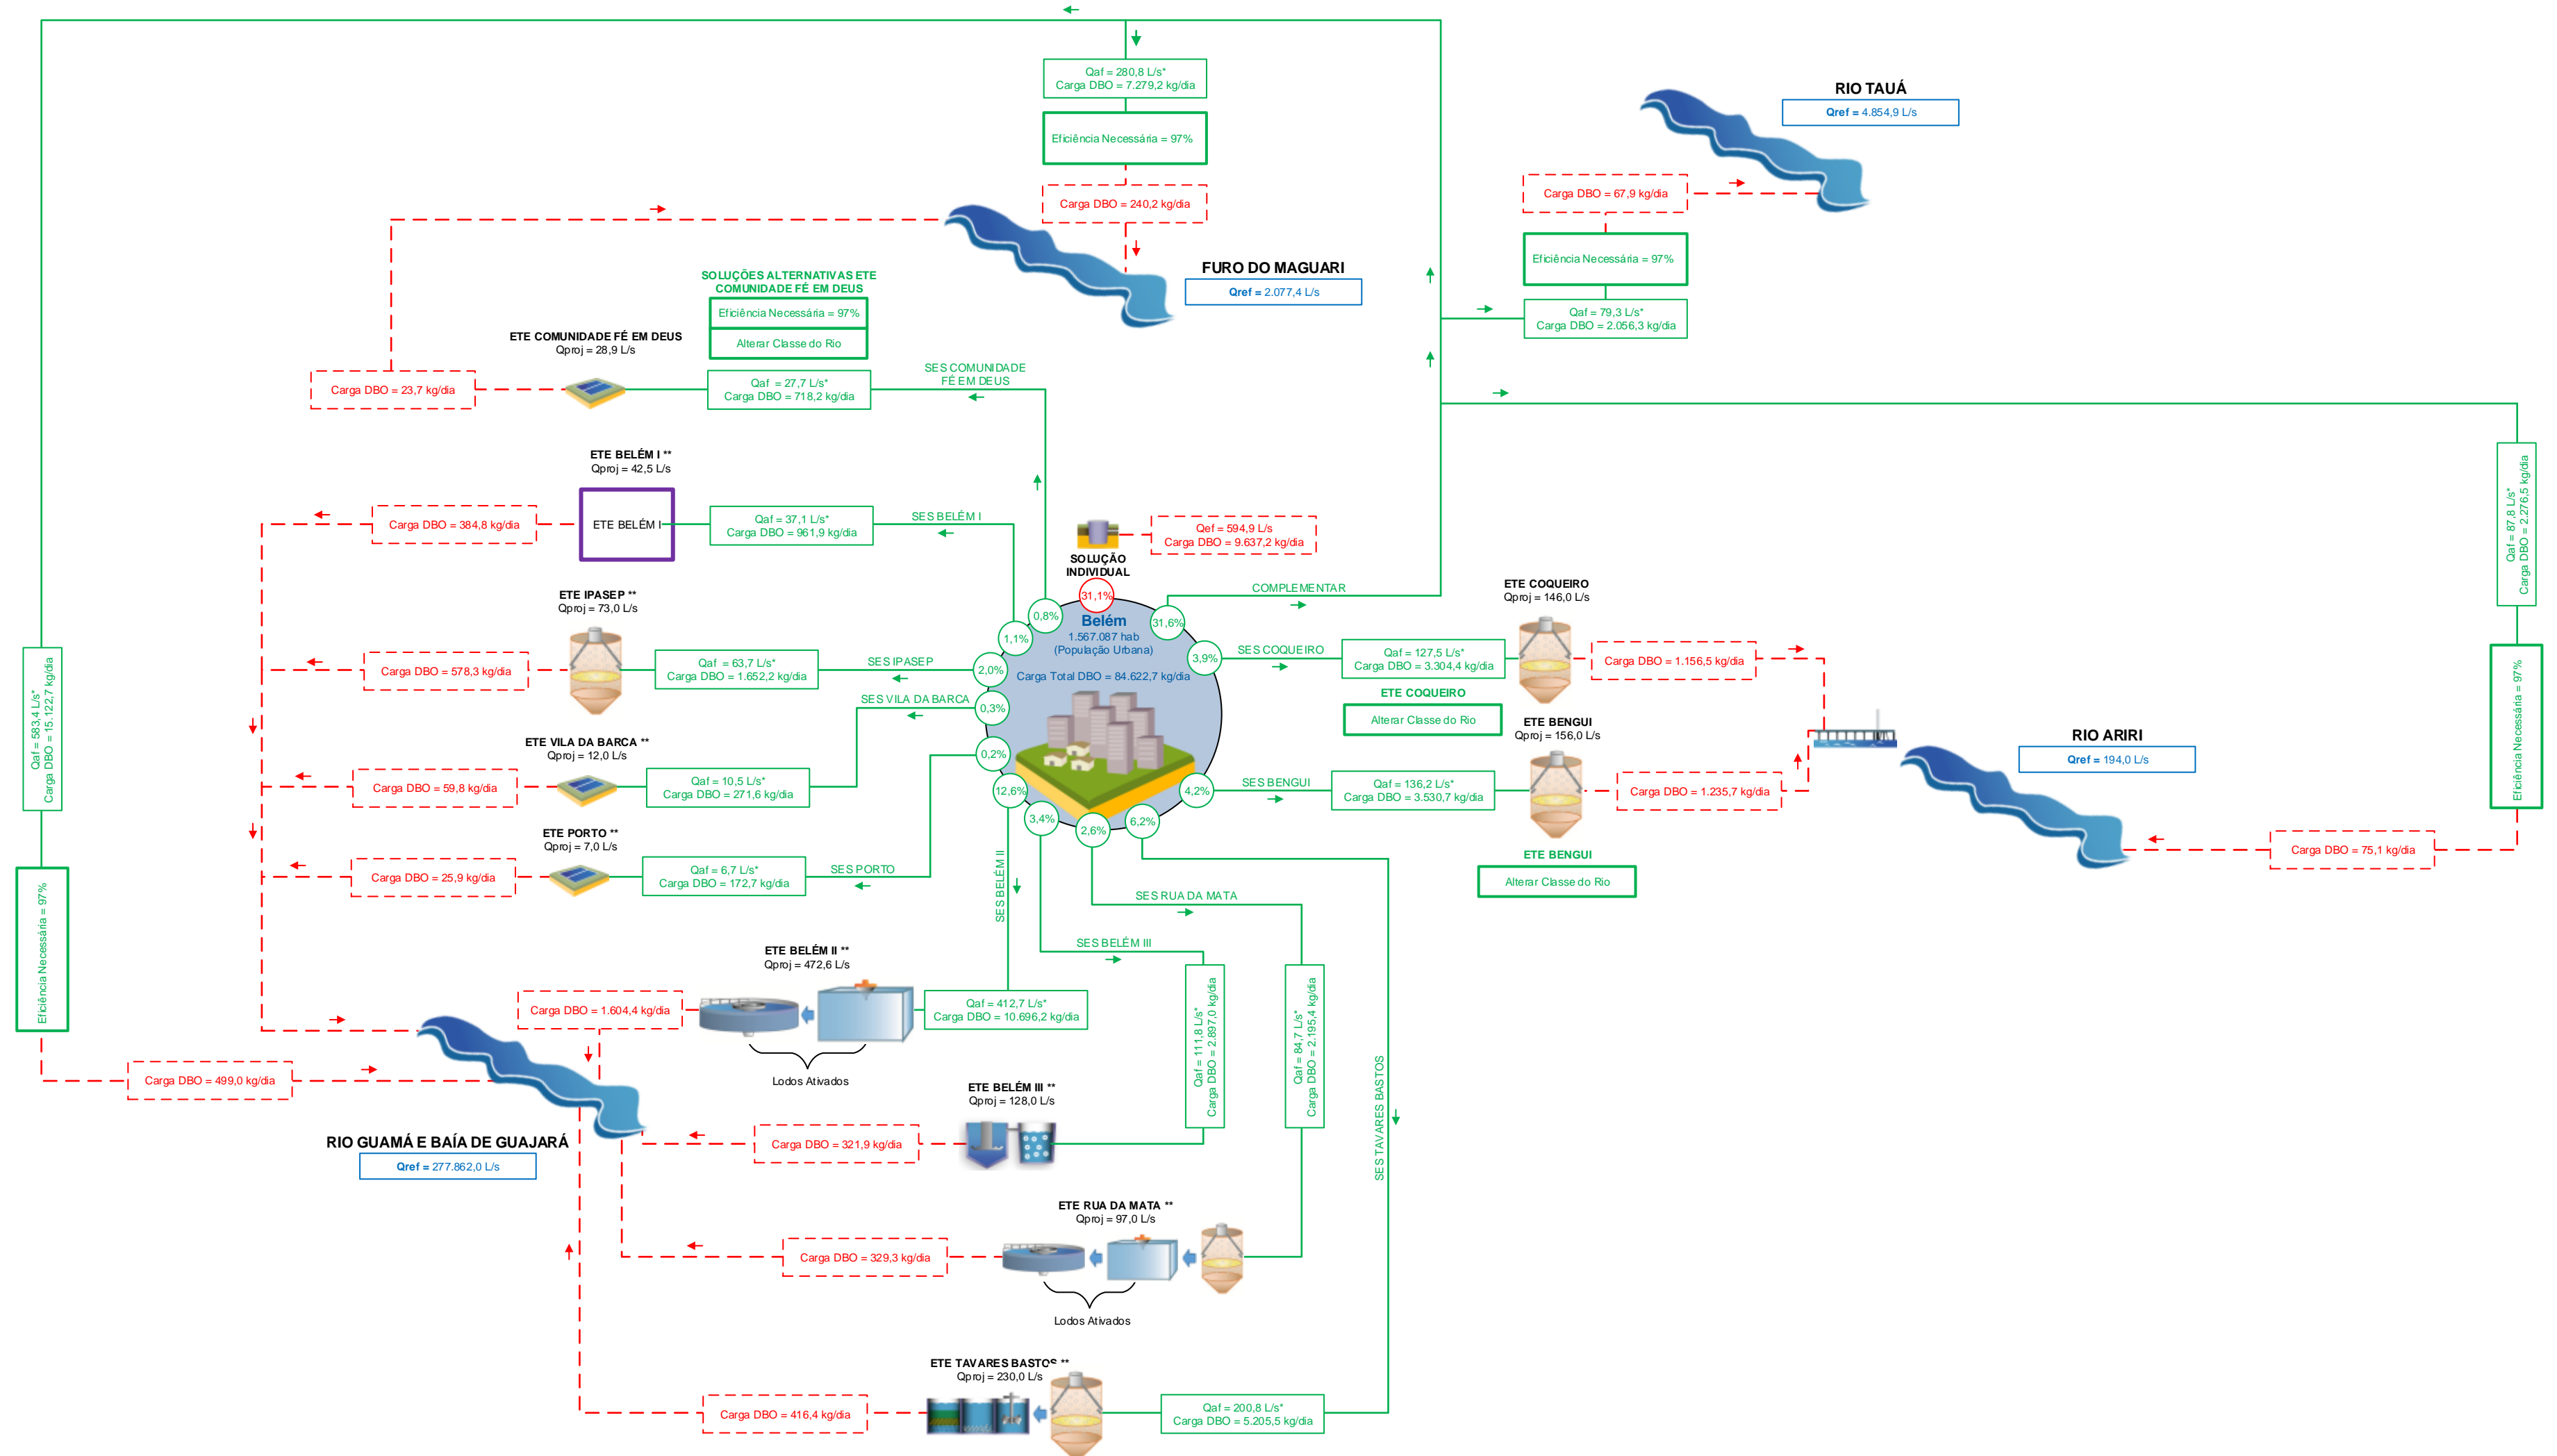 Qaf = 280,8 L/s*
Carga DBO = 7.279,2 kg/dia
Eficiência Necessária = 97%
Carga DBO = 240,2 kg/dia
FURO DO MAGUARI
Qref = 2.077,4 L/s
RIO TAUÁ
Qref = 4.854,9 L/s
Carga DBO = 67,9 kg/dia
Eficiência Necessária = 97%
Qaf = 79,3 L/s*
Carga DBO = 2.056,3 kg/dia
SOLUÇÕES ALTERNATIVAS ETE
COMUNIDADE FÉ EM DEUS
Eficiência Necessária = 97%
Alterar Classe do Rio
ETE COMUNIDADE FÉ EM DEUS
Qproj = 28,9 L/s
Carga DBO = 23,7 kg/dia
Qaf = 27,7 L/s*
Carga DBO = 718,2 kg/dia
SES COMUNIDADE
FÉ EM DEUS
ETE BELÉM I **
Qproj = 42,5 L/s
Carga DBO = 384,8 kg/dia
ETE BELÉM I
Qaf = 37,1 L/s*
Carga DBO = 961,9 kg/dia
SES BELÉM I
Qef = 594,9 L/s
Carga DBO = 9.637,2 kg/dia
SOLUÇÃO
INDIVIDUAL
31,1%
0,8%
1,1%
2,0%
0,3%
0,2%
12,6%
3,4%
2,6%
6,2%
4,2%
3,9%
31,6%
Belém
1.567.087 hab
(População Urbana)
Carga Total DBO = 84.622,7 kg/dia
COMPLEMENTAR
ETE IPASEP **
Qproj = 73,0 L/s
Carga DBO = 578,3 kg/dia
Qaf = 63,7 L/s*
Carga DBO = 1.652,2 kg/dia
SES IPASEP
SES VILA DA BARCA
ETE VILA DA BARCA **
Qproj = 12,0 L/s
Carga DBO = 59,8 kg/dia
Qaf = 10,5 L/s*
Carga DBO = 271,6 kg/dia
ETE PORTO **
Qproj = 7,0 L/s
Carga DBO = 25,9 kg/dia
Qaf = 6,7 L/s*
Carga DBO = 172,7 kg/dia
SES PORTO
SES COQUEIRO
Qaf = 127,5 L/s*
Carga DBO = 3.304,4 kg/dia
ETE COQUEIRO
Qproj = 146,0 L/s
Carga DBO = 1.156,5 kg/dia
ETE COQUEIRO
Alterar Classe do Rio
ETE BENGUI
Qproj = 156,0 L/s
SES BENGUI
Qaf = 136,2 L/s*
Carga DBO = 3.530,7 kg/dia
Carga DBO = 1.235,7 kg/dia
ETE BENGUI
Alterar Classe do Rio
RIO ARIRI
Qref = 194,0 L/s
Qaf = 87,8 L/s*
Carga DBO = 2.276,5 kg/dia
Eficiência Necessária = 97%
Carga DBO = 75,1 kg/dia
Qaf = 583,4 L/s*
Carga DBO = 15.122,7 kg/dia
Eficiência Necessária = 97%
Carga DBO = 499,0 kg/dia
RIO GUAMÁ E BAÍA DE GUAJARÁ
Qref = 277.862,0 L/s
SES BELÉM II
ETE BELÉM II **
Qproj = 472,6 L/s
Carga DBO = 1.604,4 kg/dia
Qaf = 412,7 L/s*
Carga DBO = 10.696,2 kg/dia
Lodos Ativados
SES BELÉM III
Qaf = 111,8 L/s*
Carga DBO = 2.897,0 kg/dia
ETE BELÉM III **
Qproj = 128,0 L/s
Carga DBO = 321,9 kg/dia
SES RUA DA MATA
Qaf = 84,7 L/s*
Carga DBO = 2.195,4 kg/dia
ETE RUA DA MATA **
Qproj = 97,0 L/s
Carga DBO = 329,3 kg/dia
Lodos Ativados
SES TAVARES BASTOS
ETE TAVARES BASTOS **
Qproj = 230,0 L/s
Carga DBO = 416,4 kg/dia
Qaf = 200,8 L/s*
Carga DBO = 5.205,5 kg/dia